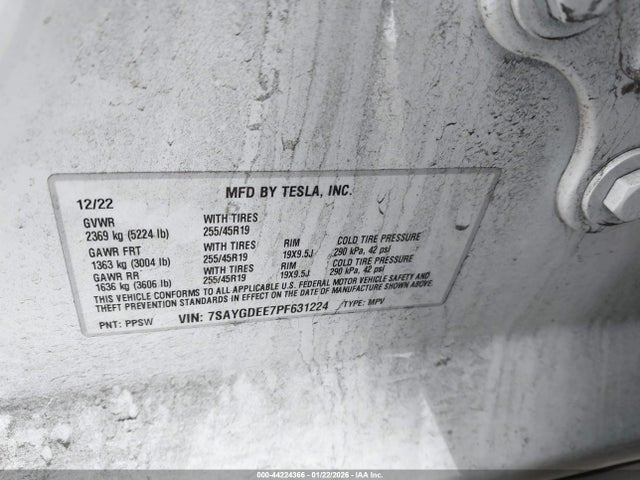 12/22 MFD BY TESLA, INC.
GVWR WITH TIRES
2369 kg (5224 lb) 255/45R19
GAWR FRT WITH TIRES RIM COLD TIRE PRESSURE
1363 kg (3004 lb) 255/45R19 19X9.5J 290 kPa, 42 psi
GAWR RR WITH TIRES RIM COLD TIRE PRESSURE
1636 kg (3606 lb) 255/45R19 19X9.5J 290 kPa, 42 psi
THIS VEHICLE CONFORMS TO ALL APPLICABLE U.S. FEDERAL MOTOR VEHICLE SAFETY AND
THEFT PREVENTION STANDARDS IN EFFECT ON THE DATE OF MANUFACTURE SHOWN ABOVE.
PNT: PPSW VIN: 7SAYGDEE7PF631224 TYPE: MPV
000-44224366 - 01/22/2026 - IAA Inc.